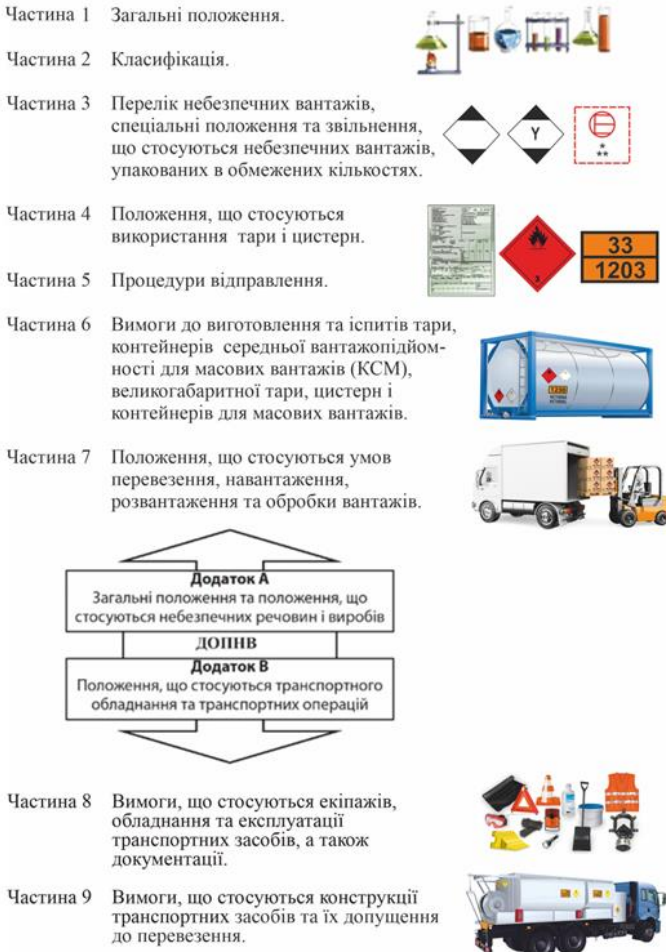 Частина 1 Загальні положення.
Частина 2 Класифікація.
Частина 3 Перелік небезпечних вантажів,
спеціальні положення та звільнення,
що стосуються небезпечних вантажів,
упакованих в обмежених кількостях.
Y
*
**
Частина 4 Положення, що стосуються
використання тари і цистерн.
3
33
1203
Частина 5 Процедури відправлення.
Частина 6 Вимоги до виготовлення та іспитів тари,
контейнерів середньої вантажопідйом-
ності для масових вантажів (КСМ),
великогабаритної тари, цистерн і
контейнерів для масових вантажів.
Частина 7 Положення, що стосуються умов
перевезення, навантаження,
розвантаження та обробки вантажів.
Додаток А
Загальні положення та положення, що
стосуються небезпечних речовин і виробів
ДОПНВ
Додаток В
Положення, що стосуються транспортного
обладнання та транспортних операцій
Частина 8 Вимоги, що стосуються екіпажів,
обладнання та експлуатації
транспортних засобів, а також
документації.
Частина 9 Вимоги, що стосуються конструкції
транспортних засобів та їх допущення
до перевезення.